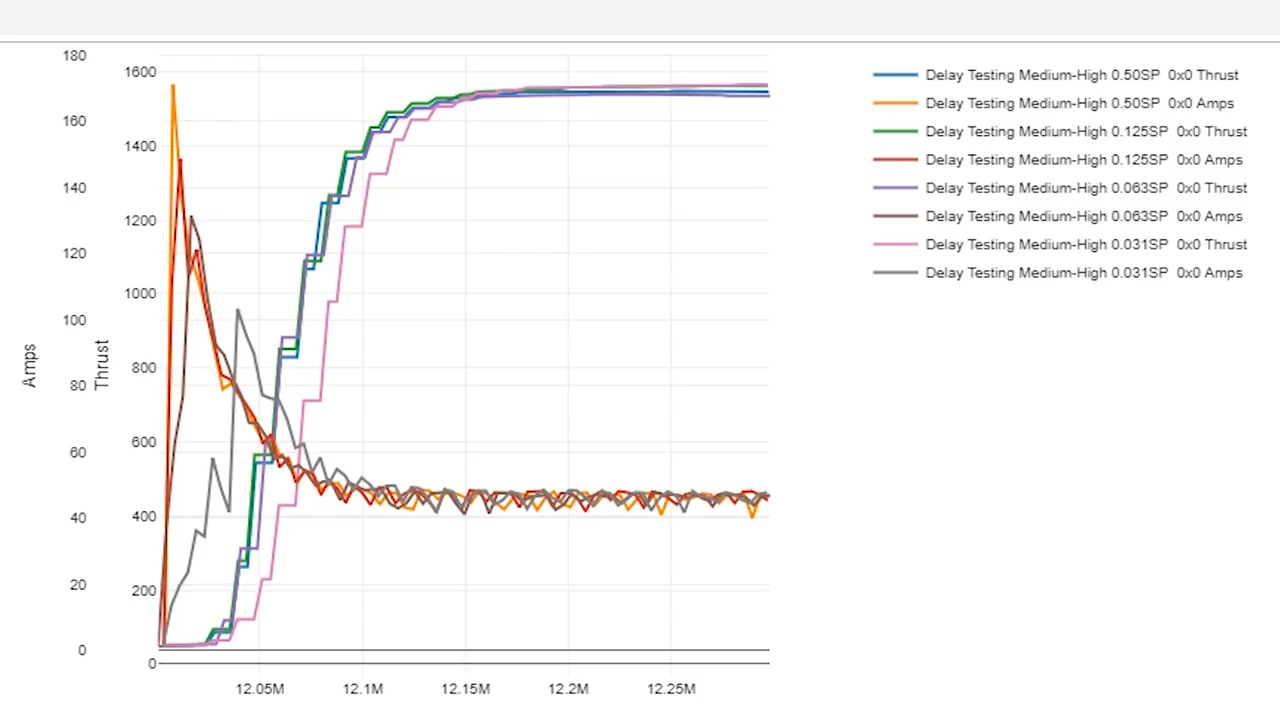 Delay Testing Medium-High 0.50SP 0x0 Thrust
Delay Testing Medium-High 0.50SP 0x0 Amps
Delay Testing Medium-High 0.125SP 0x0 Thrust
Delay Testing Medium-High 0.125SP 0x0 Amps
Delay Testing Medium-High 0.063SP 0x0 Thrust
Delay Testing Medium-High 0.063SP 0x0 Amps
Delay Testing Medium-High 0.031SP 0x0 Thrust
Delay Testing Medium-High 0.031SP 0x0 Amps
Amps
180
160
140
120
100
80
60
40
20
0
Thrust
1600
1400
1200
1000
800
600
400
200
0
12.05M 12.1M 12.15M 12.2M 12.25M